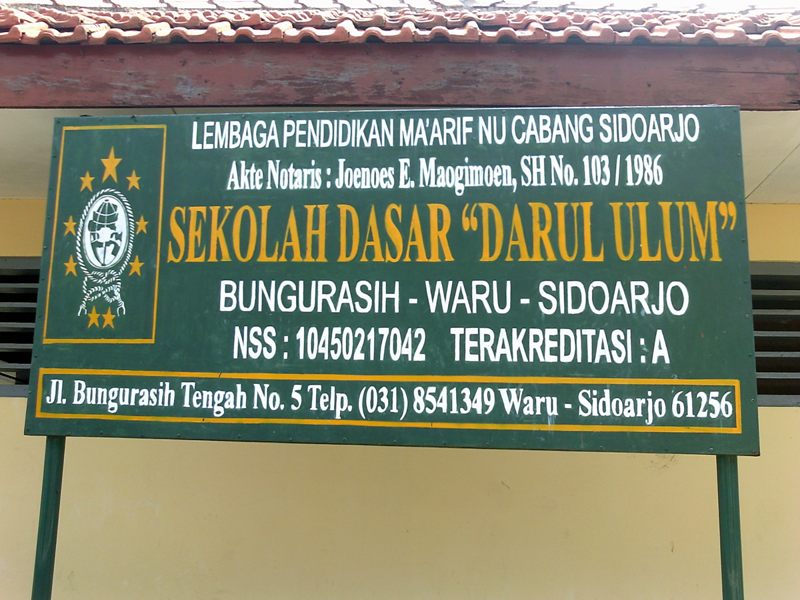 LEMBAGA PENDIDIKAN MA'ARIF NU CABANG SIDOARJO
Akte Notaris : Joenoes E. Maogimoen, SH No. 103 / 1986
SEKOLAH DASAR “DARUL ULUM”
BUNGURASIH - WARU - SIDOARJO
NSS : 10450217042 TERAKREDITASI : A
Jl. Bungurasih Tengah No. 5 Telp. (031) 8541349 Waru - Sidoarjo 61256